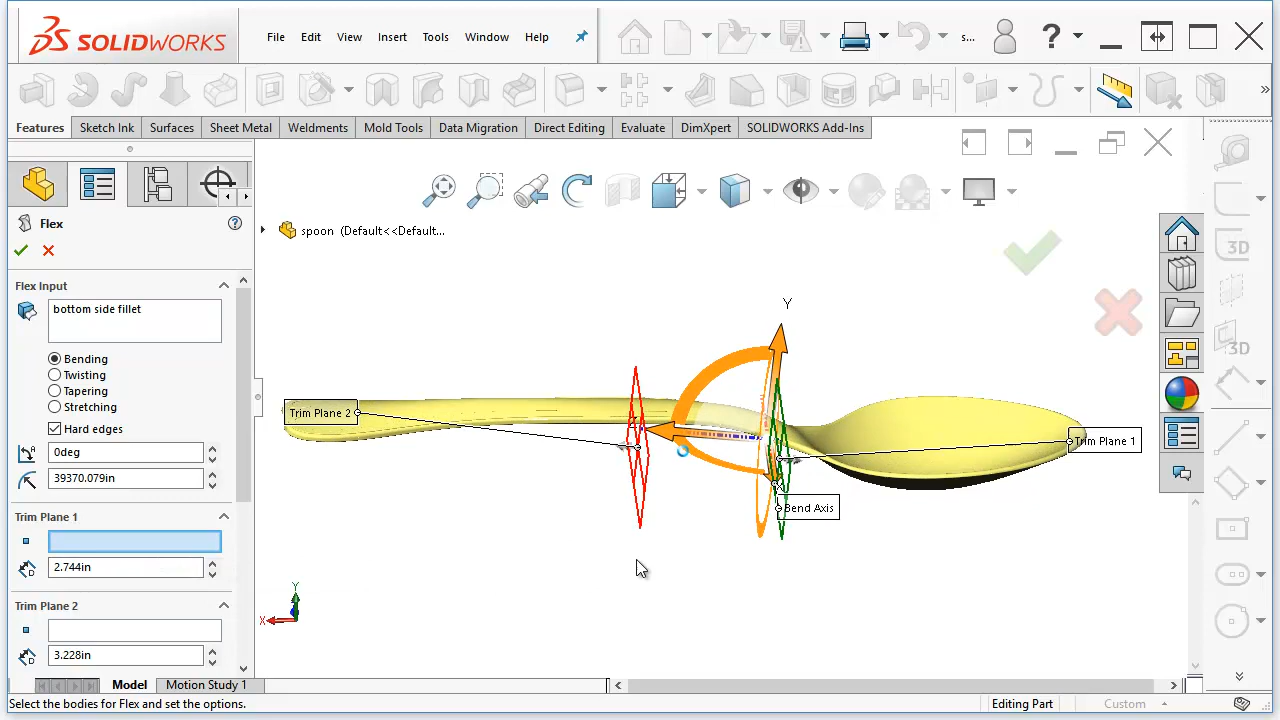 SOLIDWORKS
File Edit View Insert Tools Window Help
s... ?
Features Sketch Ink Surfaces Sheet Metal Weldments Mold Tools Data Migration Direct Editing Evaluate DimXpert SOLIDWORKS Add-Ins
Flex
spoon (Default<<Default...
Flex Input
bottom side fillet
Bending
Twisting
Tapering
Stretching
Hard edges
0deg
39370.079in
Trim Plane 1
2.744in
Trim Plane 2
3.228in
Y
Trim Plane 2
Trim Plane 1
Bend Axis
Y
X
3D
3D
Model Motion Study 1
Select the bodies for Flex and set the options.
Editing Part
Custom